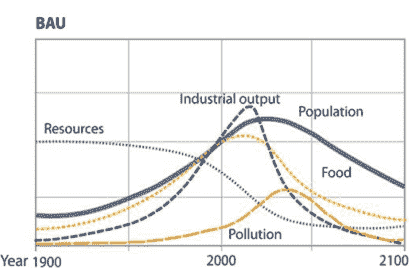 BAU
Industrial output
Population
Resources
Food
Pollution
Year 1900 2000 2100